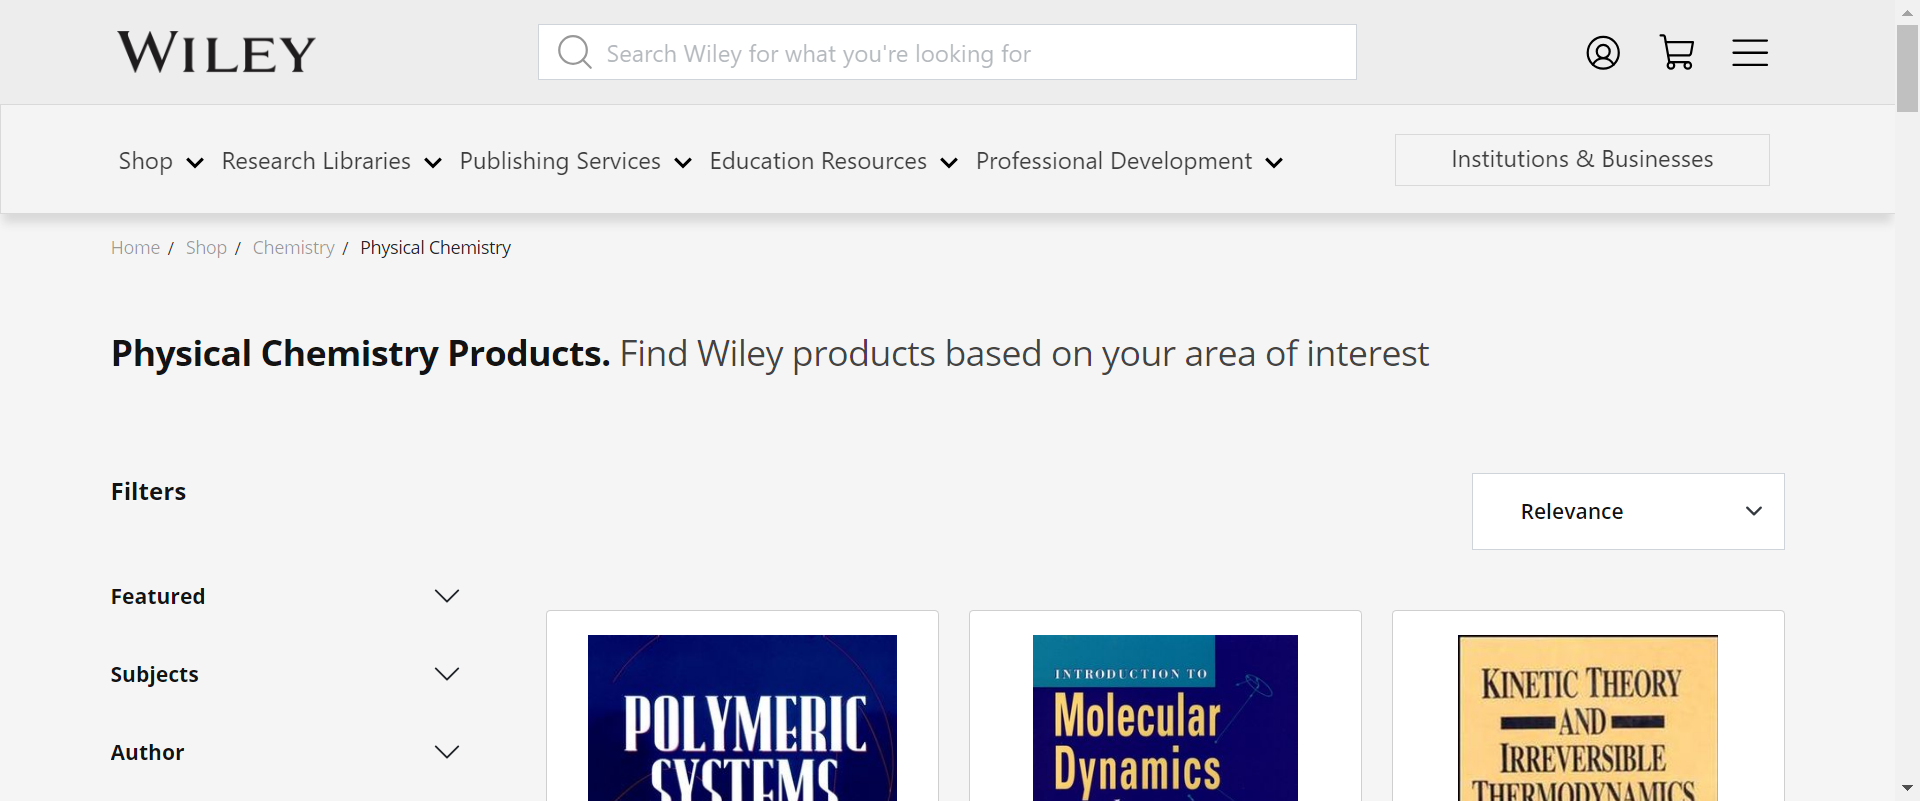 WILEY
Search Wiley for what you're looking for
Shop Research Libraries Publishing Services Education Resources Professional Development Institutions & Businesses
Home / Shop / Chemistry / Physical Chemistry
Physical Chemistry Products. Find Wiley products based on your area of interest
Filters
Relevance
Featured
Subjects
Author
POLYMERIC
SYSTEMS
INTRODUCTION TO
Molecular
Dynamics
KINETIC THEORY
AND
IRREVERSIBLE
THERMODYNAMICS